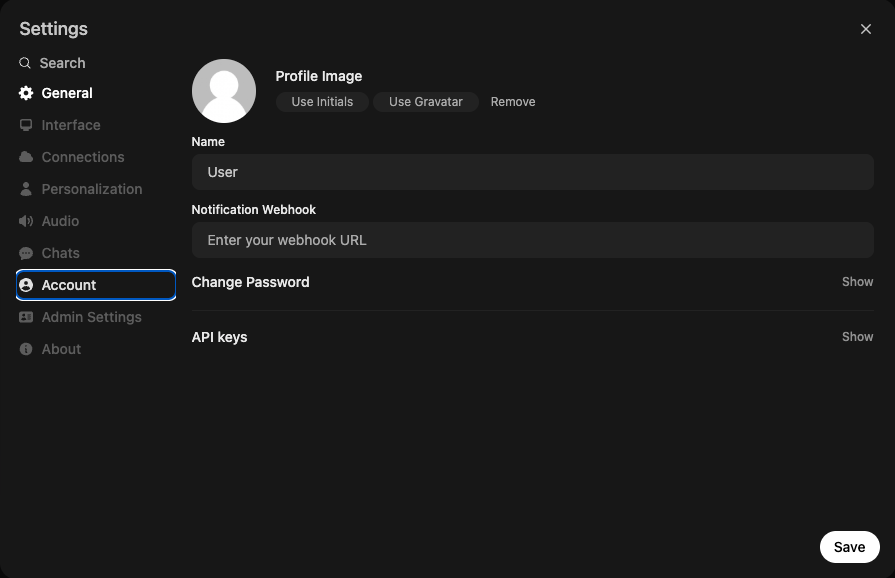 Settings
Search
General
Interface
Connections
Personalization
Audio
Chats
Account
Admin Settings
About
Profile Image
Use Initials Use Gravatar Remove
Name
User
Notification Webhook
Enter your webhook URL
Change Password Show
API keys Show
Save